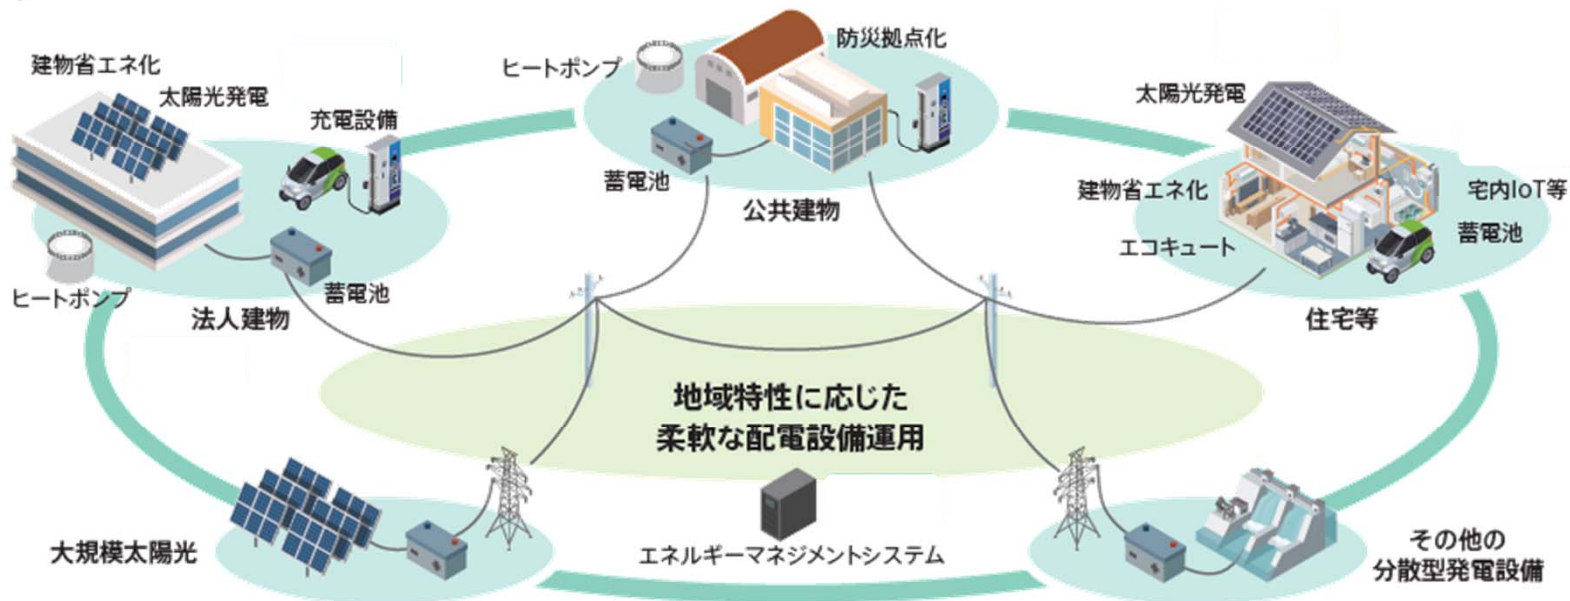 防災拠点化
ヒートポンプ
建物省エネ化
太陽光発電
充電設備
太陽光発電
蓄電池
公共建物
建物省エネ化
宅内IoT等
エコキュート
蓄電池
ヒートポンプ
蓄電池
法人建物
住宅等
地域特性に応じた
柔軟な配電設備運用
大規模太陽光
エネルギーマネジメントシステム
その他の
分散型発電設備